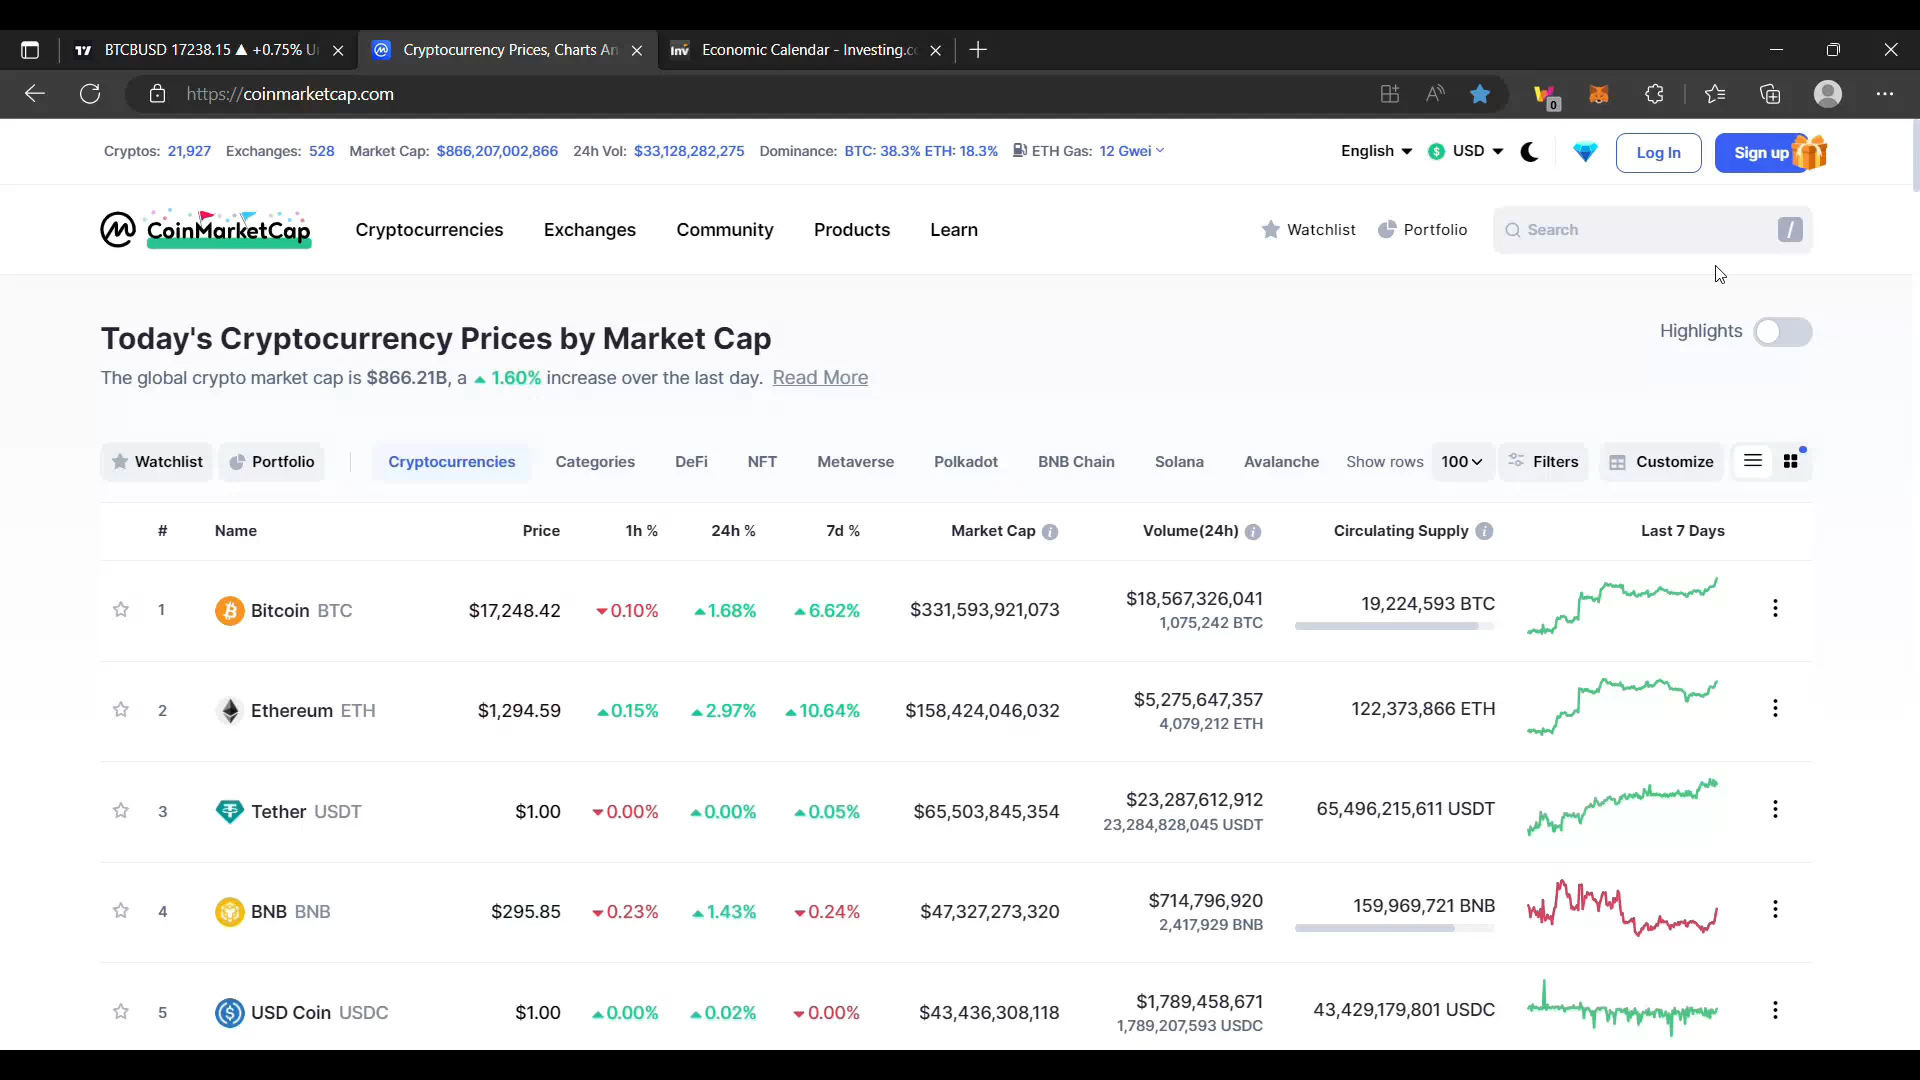 BTCBUSD 17238.15 ▲ +0.75% U
Cryptocurrency Prices, Charts An
Economic Calendar - Investing.c
https://coinmarketcap.com
0
Cryptos: 21,927 Exchanges: 528 Market Cap: $866,207,002,866 24h Vol: $33,128,282,275 Dominance: BTC: 38.3% ETH: 18.3% ETH Gas: 12 Gwei
English USD Log In Sign up
CoinMarketCap Cryptocurrencies Exchanges Community Products Learn Watchlist Portfolio Search /
Today's Cryptocurrency Prices by Market Cap
Highlights
The global crypto market cap is $866.21B, a ▲ 1.60% increase over the last day. Read More
Watchlist Portfolio Cryptocurrencies Categories DeFi NFT Metaverse Polkadot BNB Chain Solana Avalanche Show rows 100 Filters Customize
# Name Price 1h % 24h % 7d % Market Cap Volume(24h) Circulating Supply Last 7 Days
1 Bitcoin BTC $17,248.42 ▼0.10% ▲1.68% ▲6.62% $331,593,921,073 $18,567,326,041 19,224,593 BTC
1,075,242 BTC
2 Ethereum ETH $1,294.59 ▲0.15% ▲2.97% ▲10.64% $158,424,046,032 $5,275,647,357 122,373,866 ETH
4,079,212 ETH
3 Tether USDT $1.00 ▼0.00% ▲0.00% ▲0.05% $65,503,845,354 $23,287,612,912 65,496,215,611 USDT
23,284,828,045 USDT
4 BNB BNB $295.85 ▼0.23% ▲1.43% ▼0.24% $47,327,273,320 $714,796,920 159,969,721 BNB
2,417,929 BNB
5 USD Coin USDC $1.00 ▲0.00% ▲0.02% ▼0.00% $43,436,308,118 $1,789,458,671 43,429,179,801 USDC
1,789,207,593 USDC